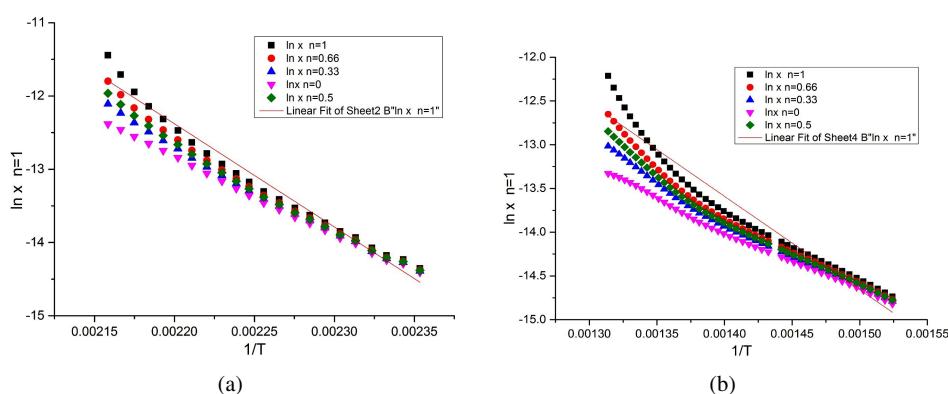 -11
-12
-13
-14
-15
ln x n=1
ln x n=1
ln x n=0.66
ln x n=0.33
lnx n=0
ln x n=0.5
Linear Fit of Sheet2 B"ln x n=1"
0.00215 0.00220 0.00225 0.00230 0.00235
1/T
(a)
-12.0
-12.5
-13.0
-13.5
-14.0
-14.5
-15.0
ln x n=1
ln x n=1
ln x n=0.66
ln x n=0.33
lnx n=0
ln x n=0.5
Linear Fit of Sheet4 B"ln x n=1"
0.00130 0.00135 0.00140 0.00145 0.00150 0.00155
1/T
(b)